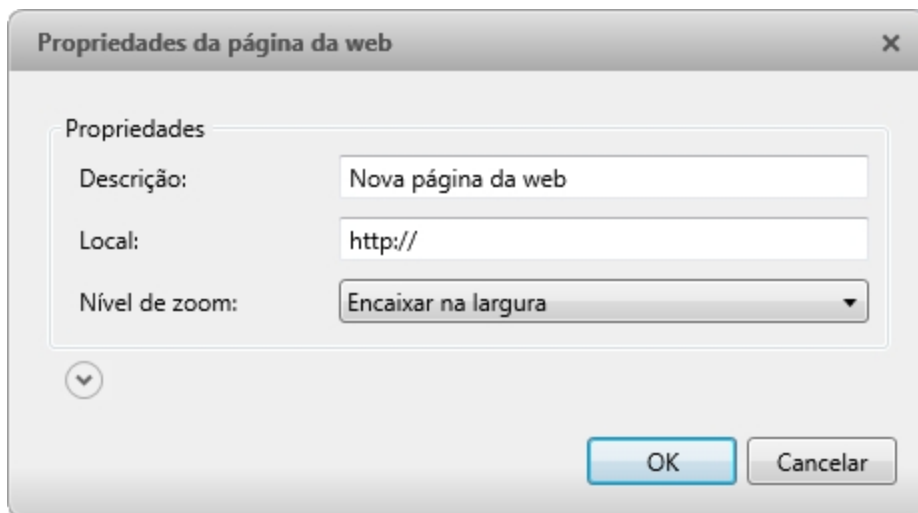 Propriedades da página da web
Propriedades
Descrição: Nova página da web
Local: http://
Nível de zoom: Encaixar na largura
OK Cancelar